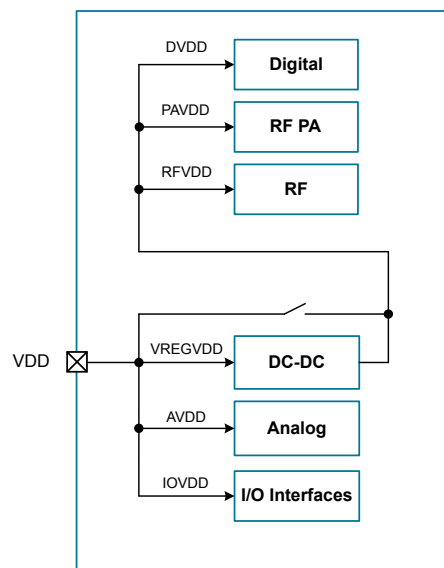 DVDD
Digital
PAVDD
RF PA
RFVDD
RF
VDD
VREGVDD
DC-DC
AVDD
Analog
IOVDD
I/O Interfaces